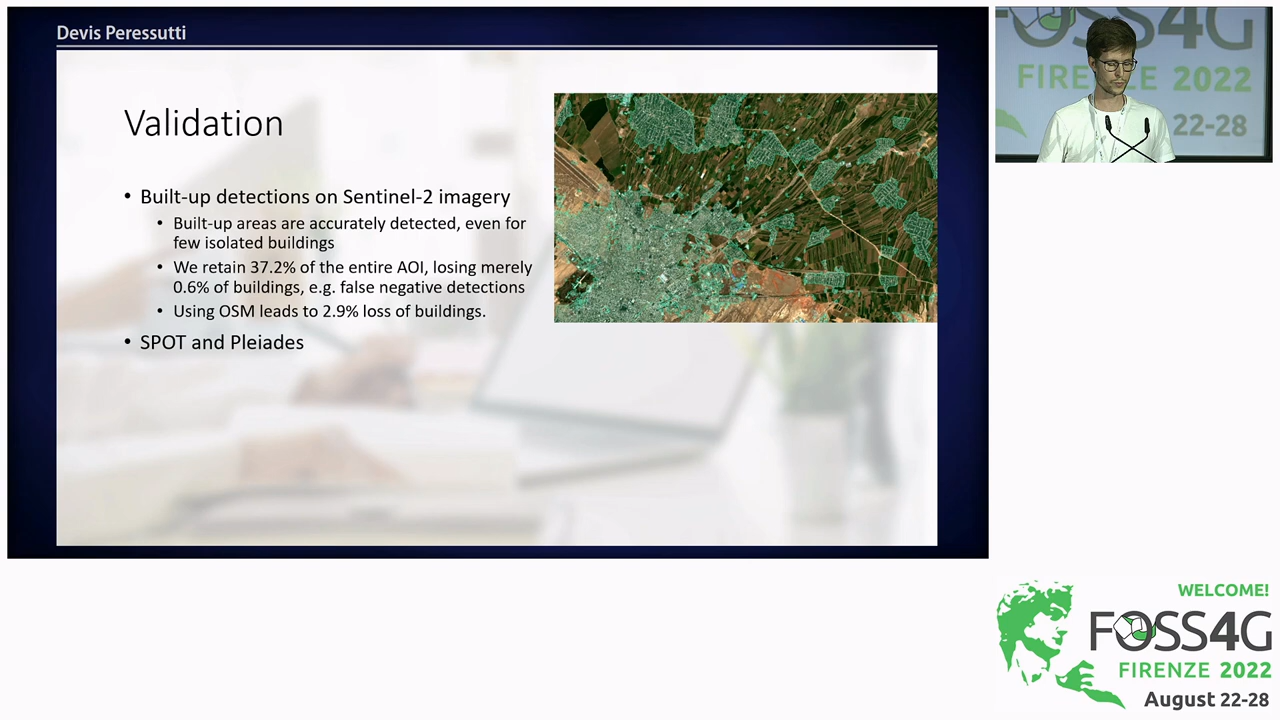 Devis Peressutti
Validation
• Built-up detections on Sentinel-2 imagery
• Built-up areas are accurately detected, even for
few isolated buildings
• We retain 37.2% of the entire AOI, losing merely
0.6% of buildings, e.g. false negative detections
• Using OSM leads to 2.9% loss of buildings.
• SPOT and Pleiades
FOSS4G
FIRENZE 2022
22-28
WELCOME!
FOSS4G
FIRENZE 2022
August 22-28